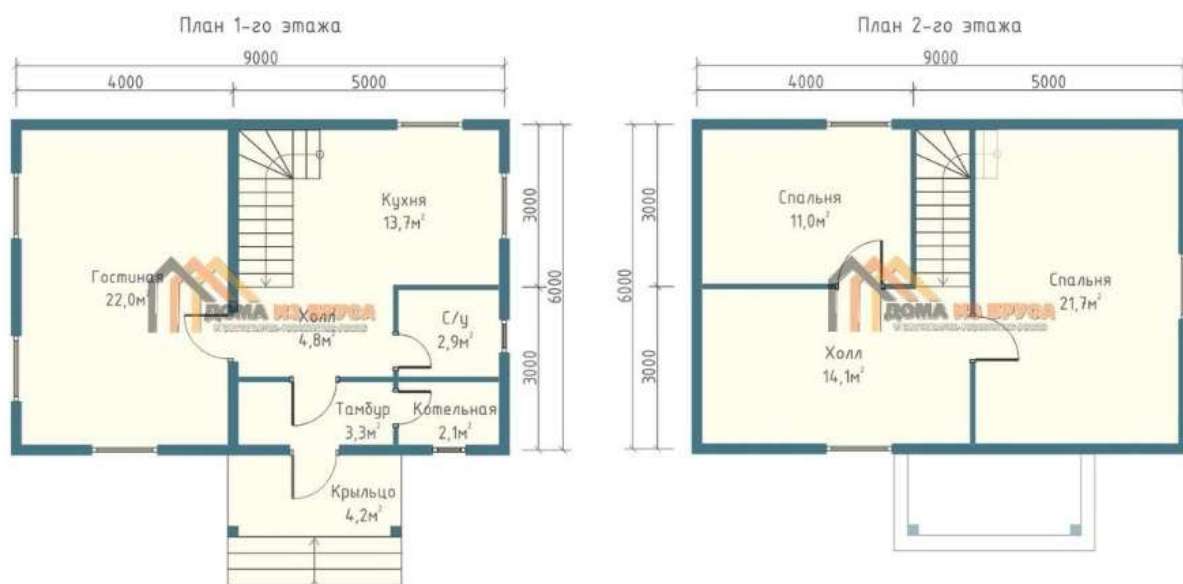 План 1-го этажа
9000
4000
5000
Кухня
13,7м²
Гостиная
22,0м²
ДОМА ИЗ БРУСА
Холл
4,8м²
С/у
2,9м²
Тамбур
3,3м²
Котельная
2,1м²
Крыльцо
4,2м²
3000
6000
3000
План 2-го этажа
9000
4000
5000
3000
6000
3000
Спальня
11,0м²
Спальня
21,7м²
ДОМА ИЗ БРУСА
Холл
14,1м²